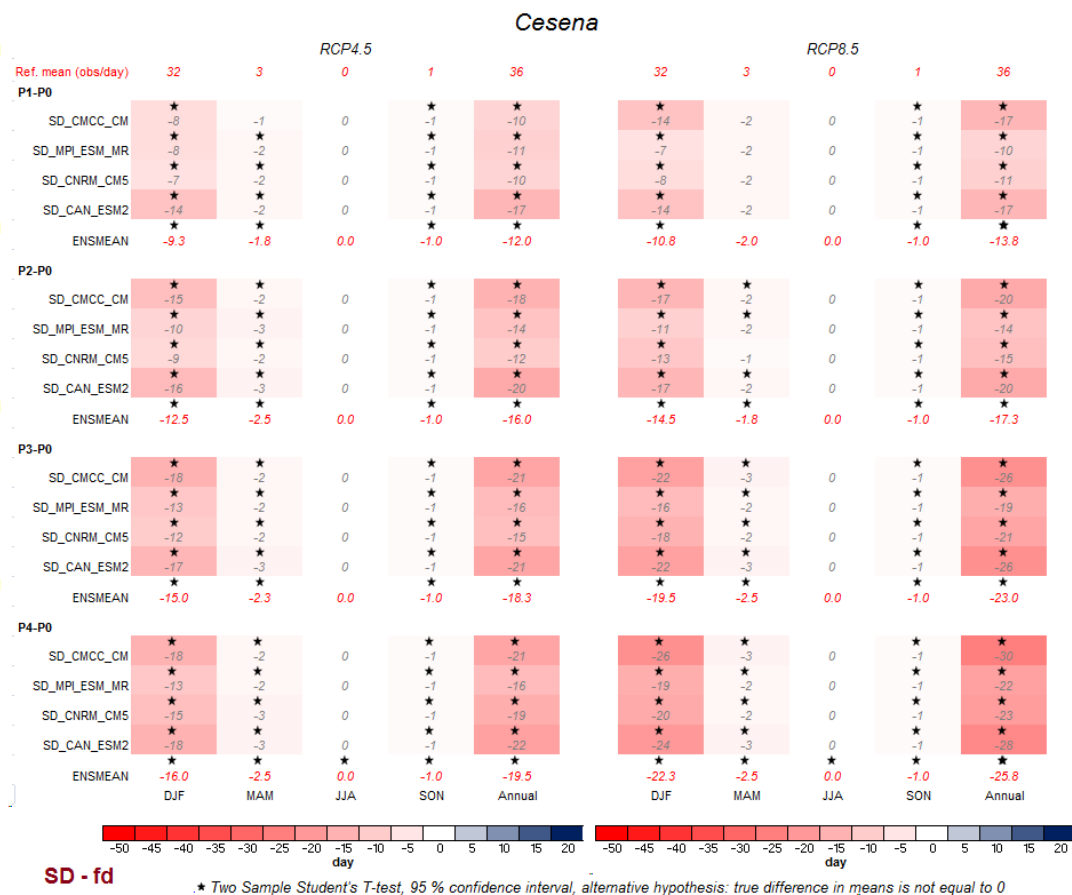 Cesena
RCP4.5 RCP8.5
Ref. mean (obs/day) 32 3 0 1 36 32 3 0 1 36
P1-P0
★ ★ ★ ★ ★ ★
SD_CMCC_CM -8 -1 0 -1 -10 -14 -2 0 -1 -17
★ ★ ★ ★ ★ ★ ★
SD_MPI_ESM_MR -8 -2 0 -1 -11 -7 -2 0 -1 -10
★ ★ ★ ★ ★ ★ ★
SD_CNRM_CM5 -7 -2 0 -1 -10 -8 -2 0 -1 -11
★ ★ ★ ★ ★ ★ ★
SD_CAN_ESM2 -14 -2 0 -1 -17 -14 -2 0 -1 -17
★ ★ ★ ★ ★ ★ ★ ★
ENSMEAN -9.3 -1.8 0.0 -1.0 -12.0 -10.8 -2.0 0.0 -1.0 -13.8
P2-P0
★ ★ ★ ★ ★ ★ ★ ★
SD_CMCC_CM -15 -2 0 -1 -18 -17 -2 0 -1 -20
★ ★ ★ ★ ★ ★ ★ ★
SD_MPI_ESM_MR -10 -3 0 -1 -14 -11 -2 0 -1 -14
★ ★ ★ ★ ★ ★ ★
SD_CNRM_CM5 -9 -2 0 -1 -12 -13 -1 0 -1 -15
★ ★ ★ ★ ★ ★ ★ ★
SD_CAN_ESM2 -16 -3 0 -1 -20 -17 -2 0 -1 -20
★ ★ ★ ★ ★ ★ ★ ★
ENSMEAN -12.5 -2.5 0.0 -1.0 -16.0 -14.5 -1.8 0.0 -1.0 -17.3
P3-P0
★ ★ ★ ★ ★ ★ ★ ★
SD_CMCC_CM -18 -2 0 -1 -21 -22 -3 0 -1 -26
★ ★ ★ ★ ★ ★ ★ ★
SD_MPI_ESM_MR -13 -2 0 -1 -16 -16 -2 0 -1 -19
★ ★ ★ ★ ★ ★ ★ ★
SD_CNRM_CM5 -12 -2 0 -1 -15 -18 -2 0 -1 -21
★ ★ ★ ★ ★ ★ ★ ★
SD_CAN_ESM2 -17 -3 0 -1 -21 -22 -3 0 -1 -26
★ ★ ★ ★ ★ ★ ★ ★
ENSMEAN -15.0 -2.3 0.0 -1.0 -18.3 -19.5 -2.5 0.0 -1.0 -23.0
P4-P0
★ ★ ★ ★ ★ ★ ★ ★
SD_CMCC_CM -18 -2 0 -1 -21 -26 -3 0 -1 -30
★ ★ ★ ★ ★ ★ ★ ★
SD_MPI_ESM_MR -13 -2 0 -1 -16 -19 -2 0 -1 -22
★ ★ ★ ★ ★ ★ ★ ★
SD_CNRM_CM5 -15 -3 0 -1 -19 -20 -2 0 -1 -23
★ ★ ★ ★ ★ ★ ★ ★
SD_CAN_ESM2 -18 -3 0 -1 -22 -24 -3 0 -1 -28
★ ★ ★ ★ ★ ★ ★ ★ ★ ★
ENSMEAN -16.0 -2.5 0.0 -1.0 -19.5 -22.3 -2.5 0.0 -1.0 -25.8
DJF MAM JJA SON Annual DJF MAM JJA SON Annual
-50 -45 -40 -35 -30 -25 -20 -15 -10 -5 0 5 10 15 20 -50 -45 -40 -35 -30 -25 -20 -15 -10 -5 0 5 10 15 20
day day
SD - fd
★ Two Sample Student's T-test, 95 % confidence interval, alternative hypothesis: true difference in means is not equal to 0